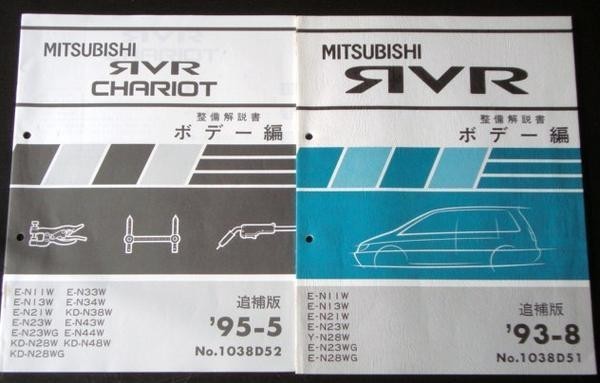 MITSUBISHI
RVR
CHARIOT
整備解説書
ボデー編
E-N11W E-N33W
E-N13W E-N34W
E-N21W KD-N38W
E-N23W E-N43W
E-N23WG E-N44W
KD-N28W KD-N48W
KD-N28WG
追補版
'95-5
No.1038D52
MITSUBISHI
RVR
整備解説書
ボデー編
E-N11W
E-N13W
E-N21W
E-N23W
Y-N28W
E-N23WG
E-N28WG
追補版
'93-8
No.1038D51